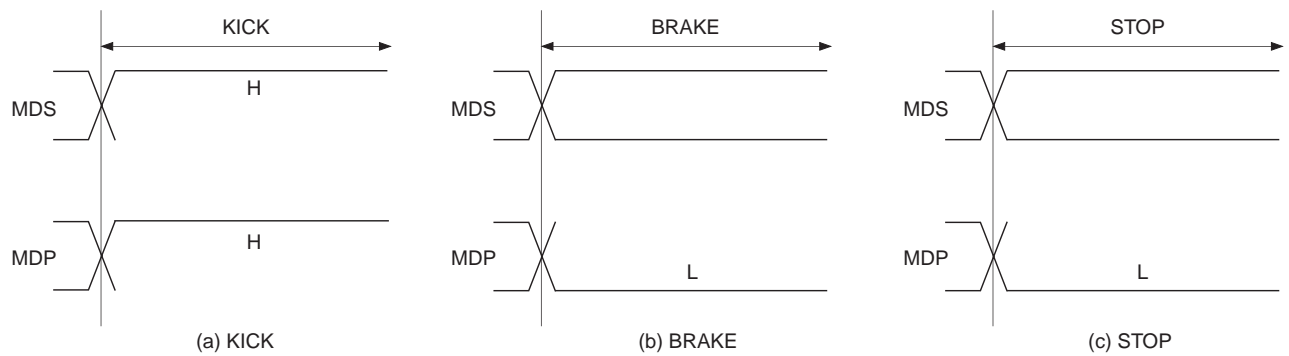 KICK
BRAKE
STOP
MDS
H
MDS
MDS
MDP
H
MDP
L
MDP
L
(a) KICK
(b) BRAKE
(c) STOP